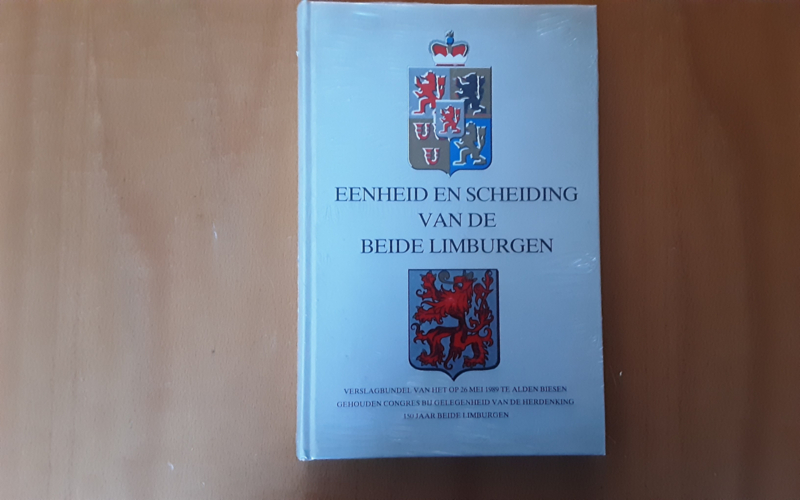 EENHEID EN SCHEIDING
VAN DE
BEIDE LIMBURGEN
VERSLAGBUNDEL VAN HET OP 26 MEI 1989 TE ALDEN BIESEN
GEHOUDEN CONGRES BIJ GELEGENHEID VAN DE HERDENKING
150 JAAR BEIDE LIMBURGEN